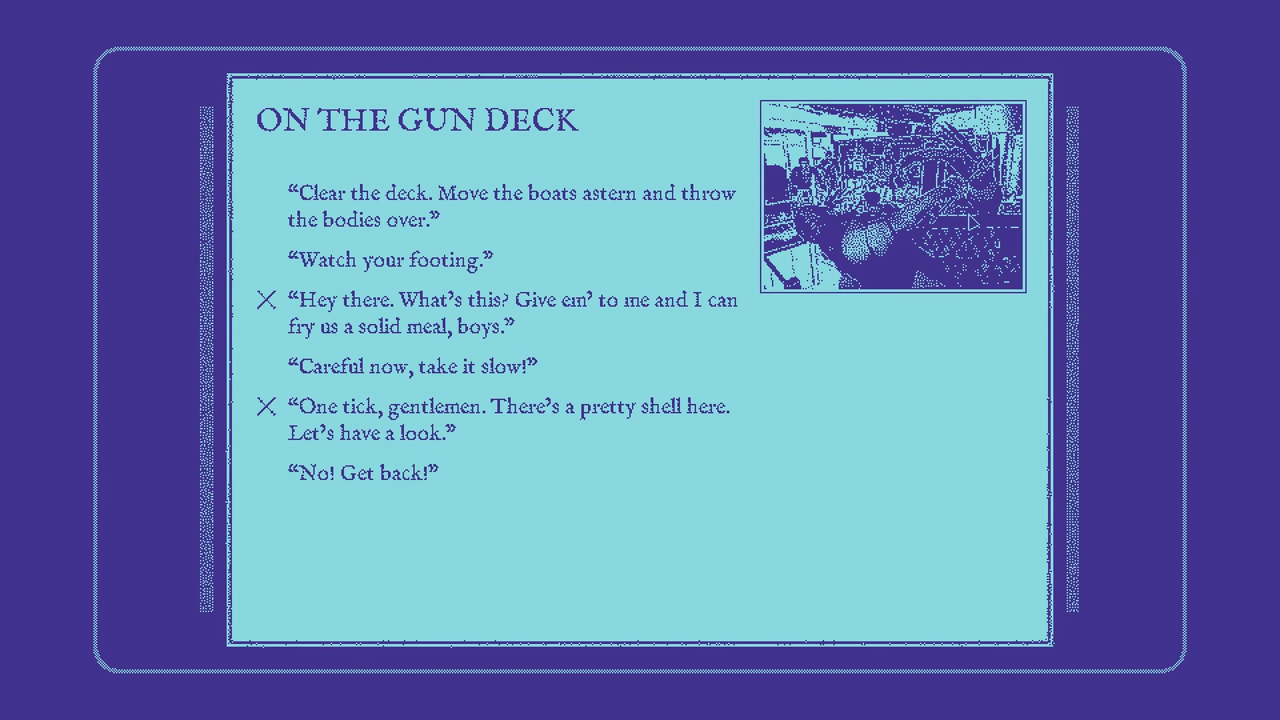 ON THE GUN DECK
“Clear the deck. Move the boats astern and throw
the bodies over.”
“Watch your footing.”
“Hey there. What’s this? Give em’ to me and I can
fry us a solid meal, boys.”
“Careful now, take it slow!”
“One tick, gentlemen. There’s a pretty shell here.
Let’s have a look.”
“No! Get back!”